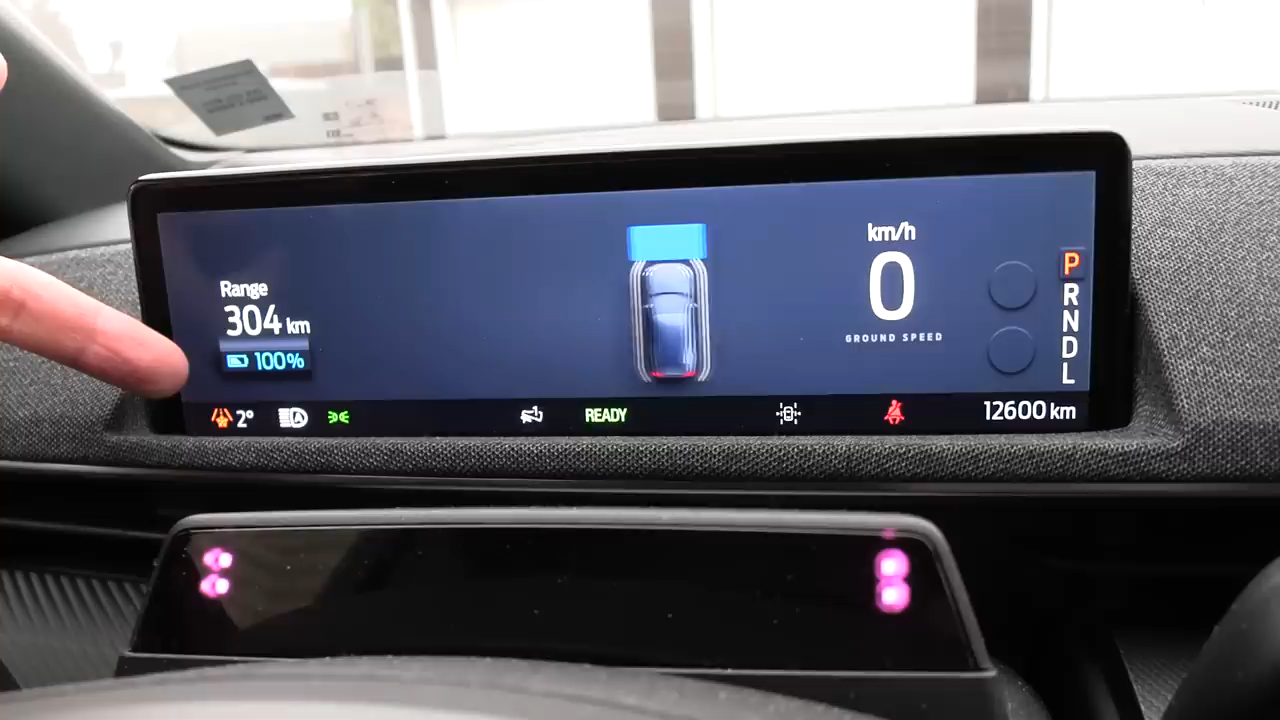 Range
304 km
100%
km/h
0
GROUND SPEED
P
R
N
D
L
2°
A
READY
12600 km